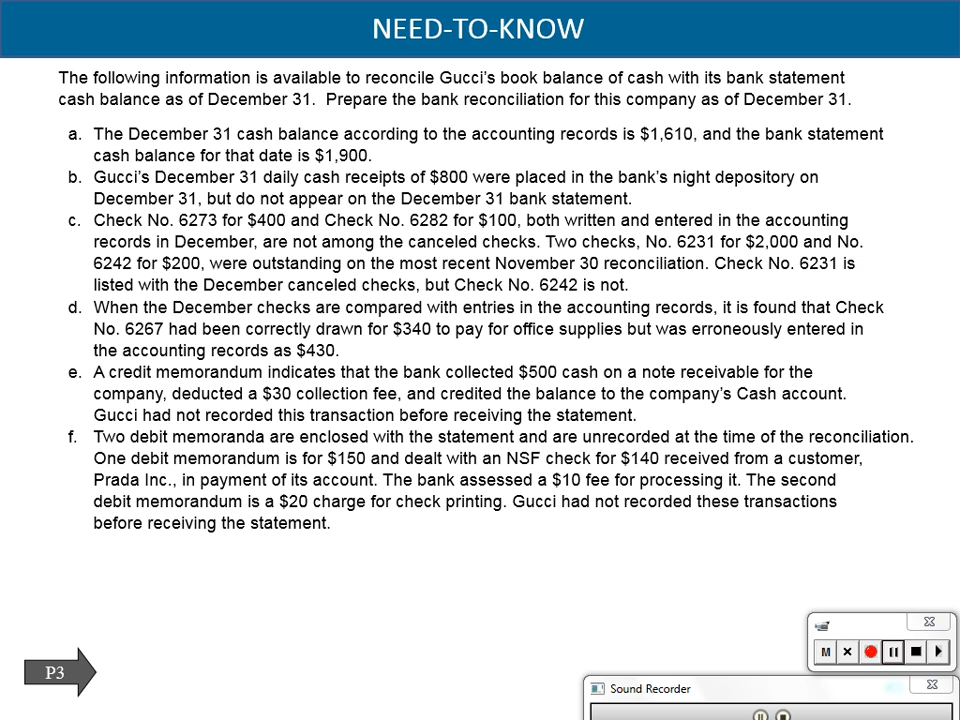 NEED-TO-KNOW
The following information is available to reconcile Gucci's book balance of cash with its bank statement
cash balance as of December 31.  Prepare the bank reconciliation for this company as of December 31.
a. The December 31 cash balance according to the accounting records is $1,610, and the bank statement
cash balance for that date is $1,900.
b. Gucci's December 31 daily cash receipts of $800 were placed in the bank's night depository on
December 31, but do not appear on the December 31 bank statement.
c. Check No. 6273 for $400 and Check No. 6282 for $100, both written and entered in the accounting
records in December, are not among the canceled checks. Two checks, No. 6231 for $2,000 and No.
6242 for $200, were outstanding on the most recent November 30 reconciliation. Check No. 6231 is
listed with the December canceled checks, but Check No. 6242 is not.
d. When the December checks are compared with entries in the accounting records, it is found that Check
No. 6267 had been correctly drawn for $340 to pay for office supplies but was erroneously entered in
the accounting records as $430.
e. A credit memorandum indicates that the bank collected $500 cash on a note receivable for the
company, deducted a $30 collection fee, and credited the balance to the company's Cash account.
Gucci had not recorded this transaction before receiving the statement.
f. Two debit memoranda are enclosed with the statement and are unrecorded at the time of the reconciliation.
One debit memorandum is for $150 and dealt with an NSF check for $140 received from a customer,
Prada Inc., in payment of its account. The bank assessed a $10 fee for processing it. The second
debit memorandum is a $20 charge for check printing. Gucci had not recorded these transactions
before receiving the statement.
M
P3
Sound Recorder